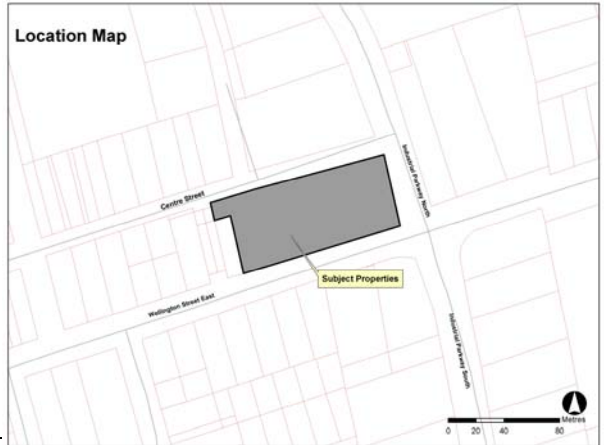 Location Map
Centre Street
Industrial Parkway North
Subject Properties
Wellington Street East
Industrial Parkway South
Metres
0 20 40 80